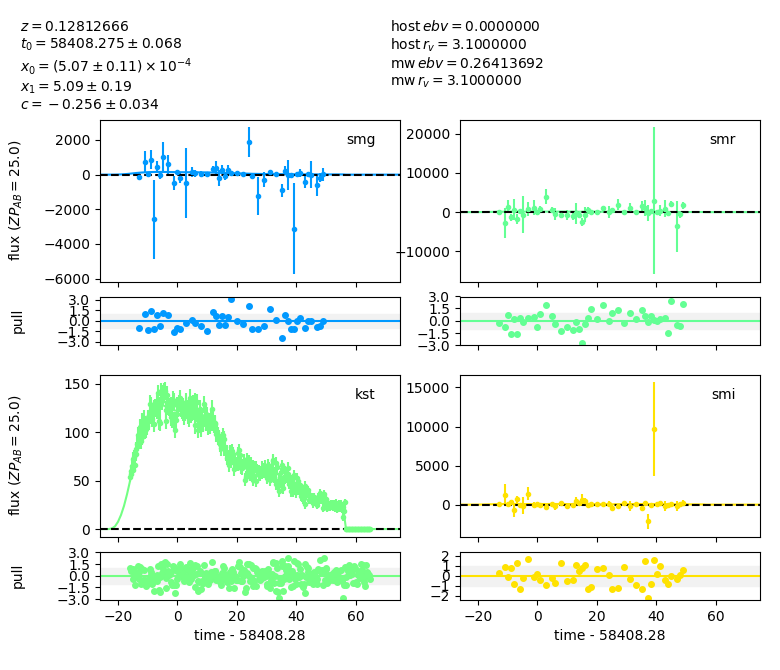 z = 0.12812666
t₀ = 58408.275 ± 0.068
x₀ = (5.07 ± 0.11) × 10⁻⁴
x₁ = 5.09 ± 0.19
c = −0.256 ± 0.034
host ebv = 0.0000000
host r_v = 3.1000000
mw ebv = 0.26413692
mw r_v = 3.1000000
smg
flux (ZP_AB = 25.0)
2000
0
−2000
−4000
−6000
smr
20000
10000
0
−10000
pull
3.0
1.5
0.0
−1.5
−3.0
3.0
1.5
0.0
−1.5
−3.0
kst
flux (ZP_AB = 25.0)
150
100
50
0
smi
15000
10000
5000
0
pull
3.0
1.5
0.0
−1.5
−3.0
−20 0 20 40 60
time - 58408.28
2
1
0
−1
−2
−20 0 20 40 60
time - 58408.28